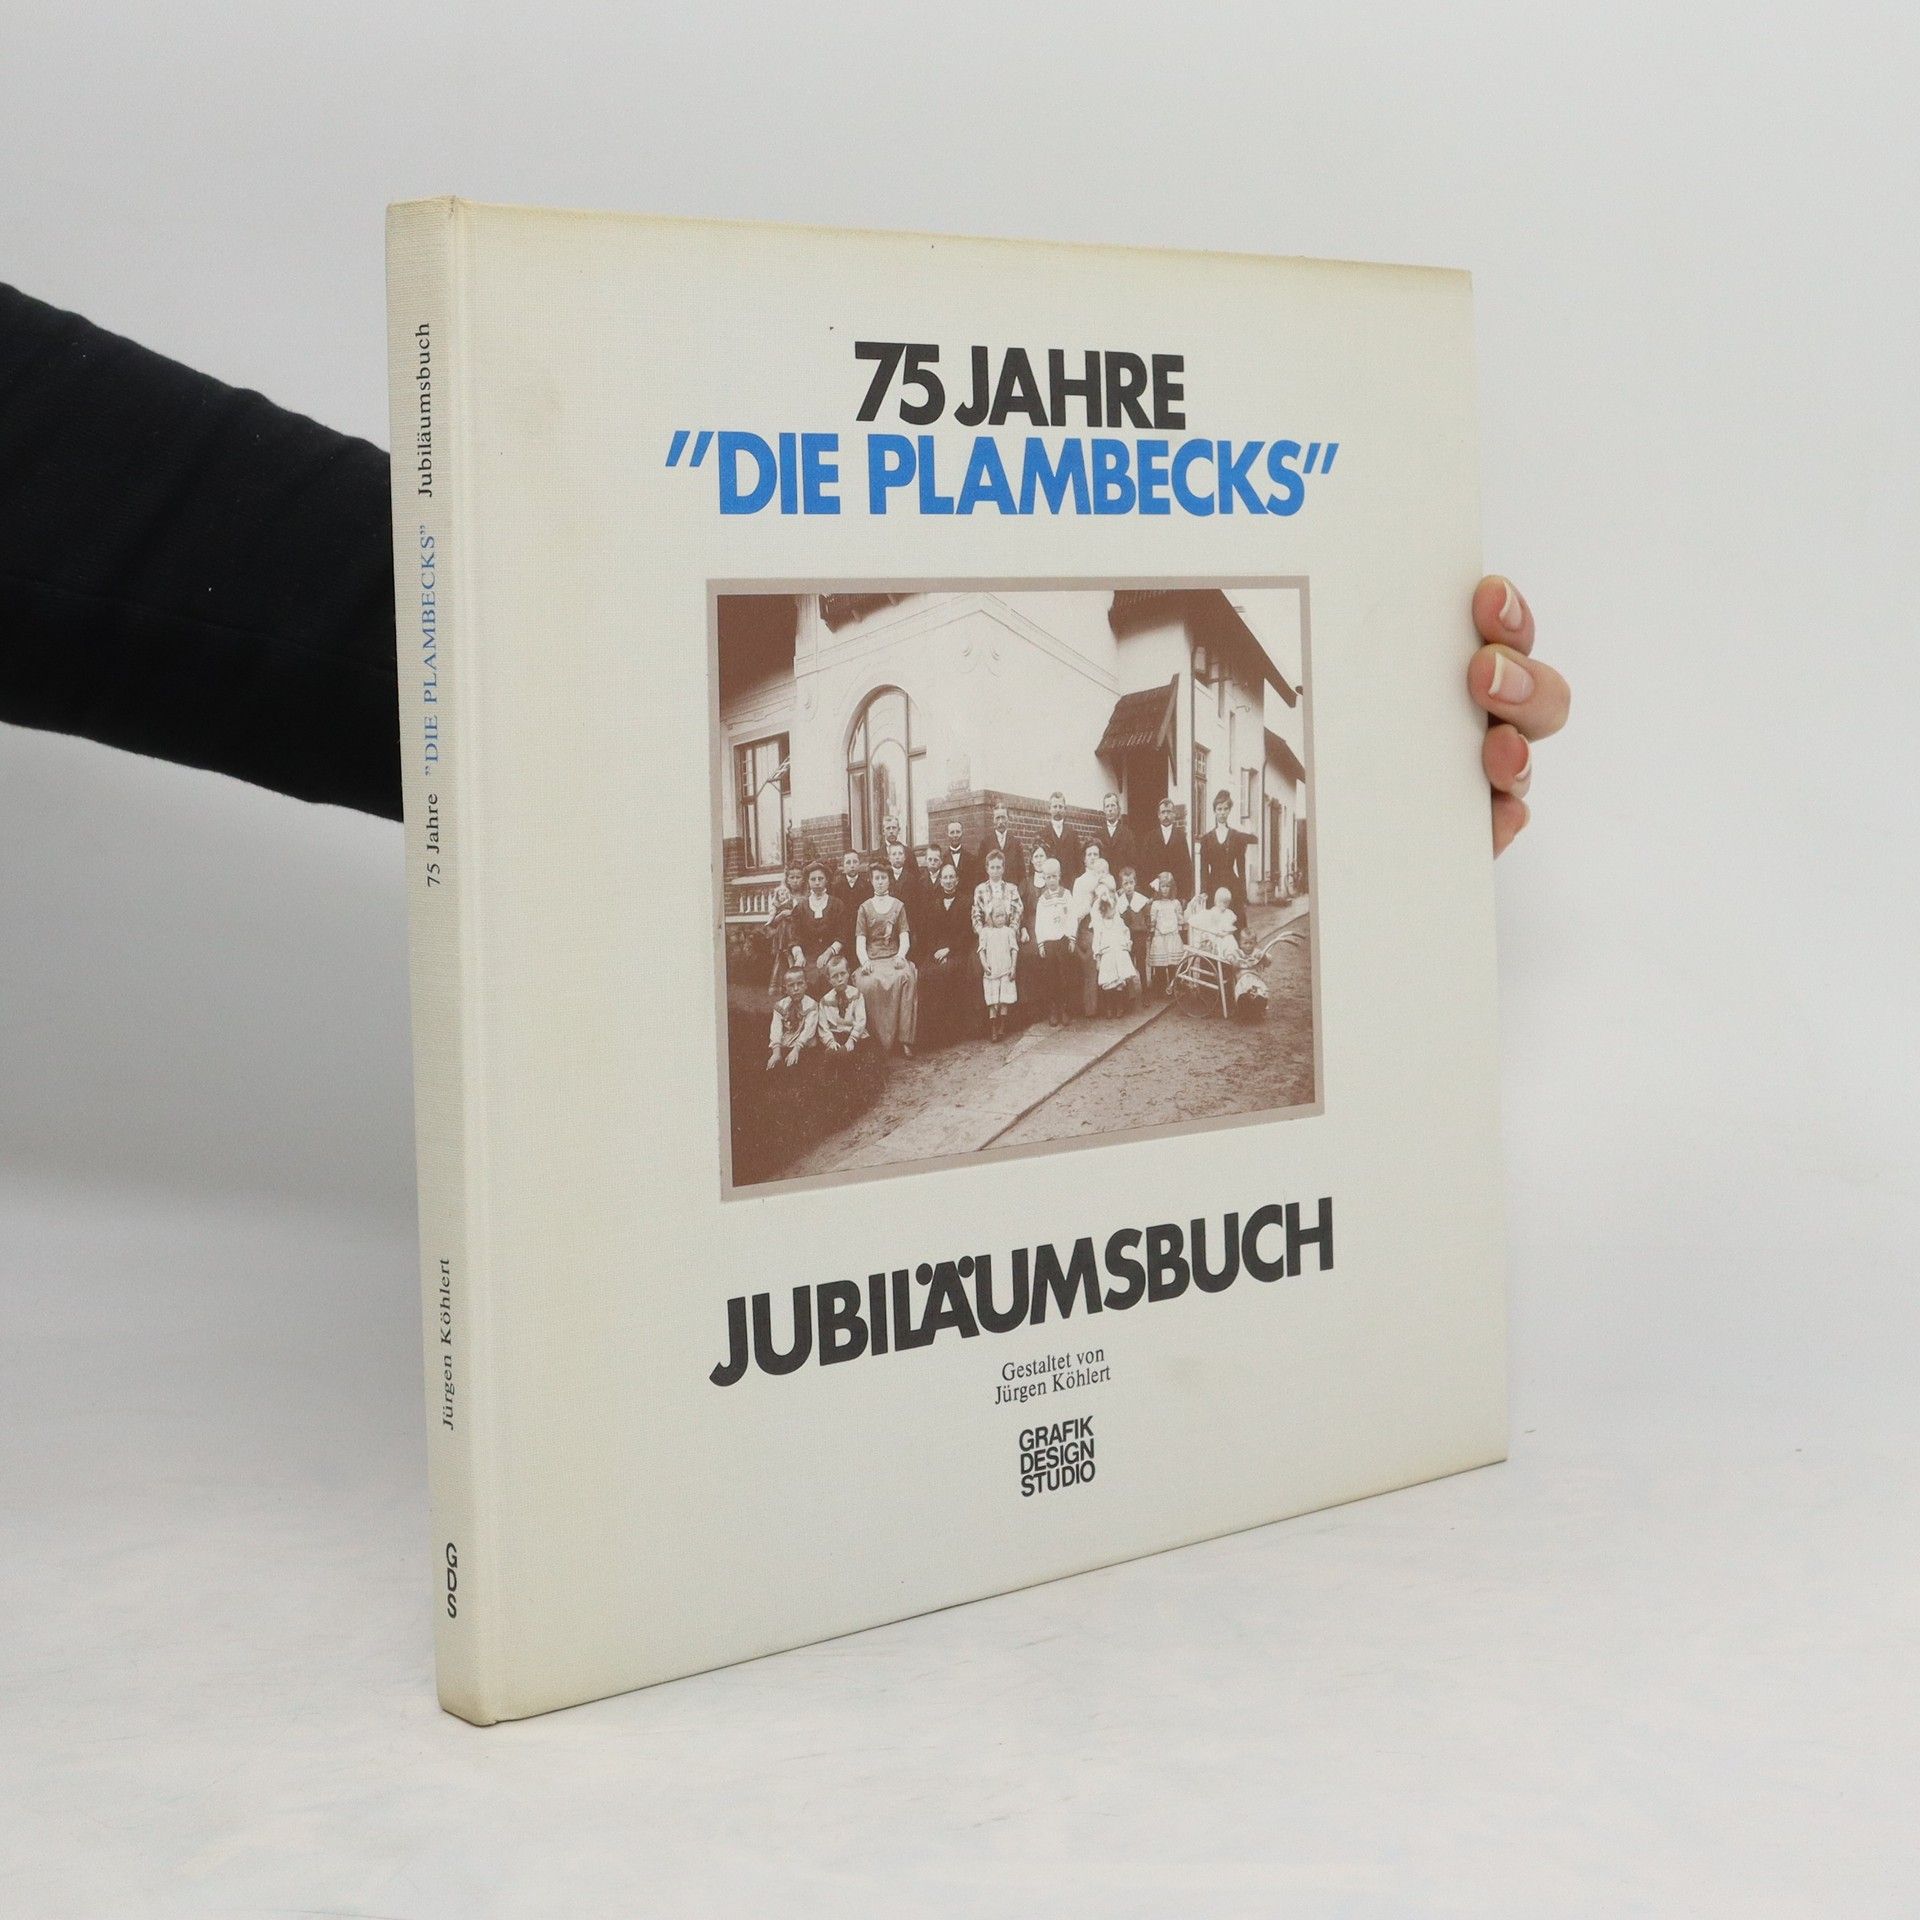 75 JAHRE
"DIE PLAMBECKS"
JUBILÄUMSBUCH
Gestaltet von
Jürgen Köhlert
GRAFIK
DESIGN
STUDIO
75 Jahre "DIE PLAMBECKS" Jubiläumsbuch
Jürgen Köhlert
GDS